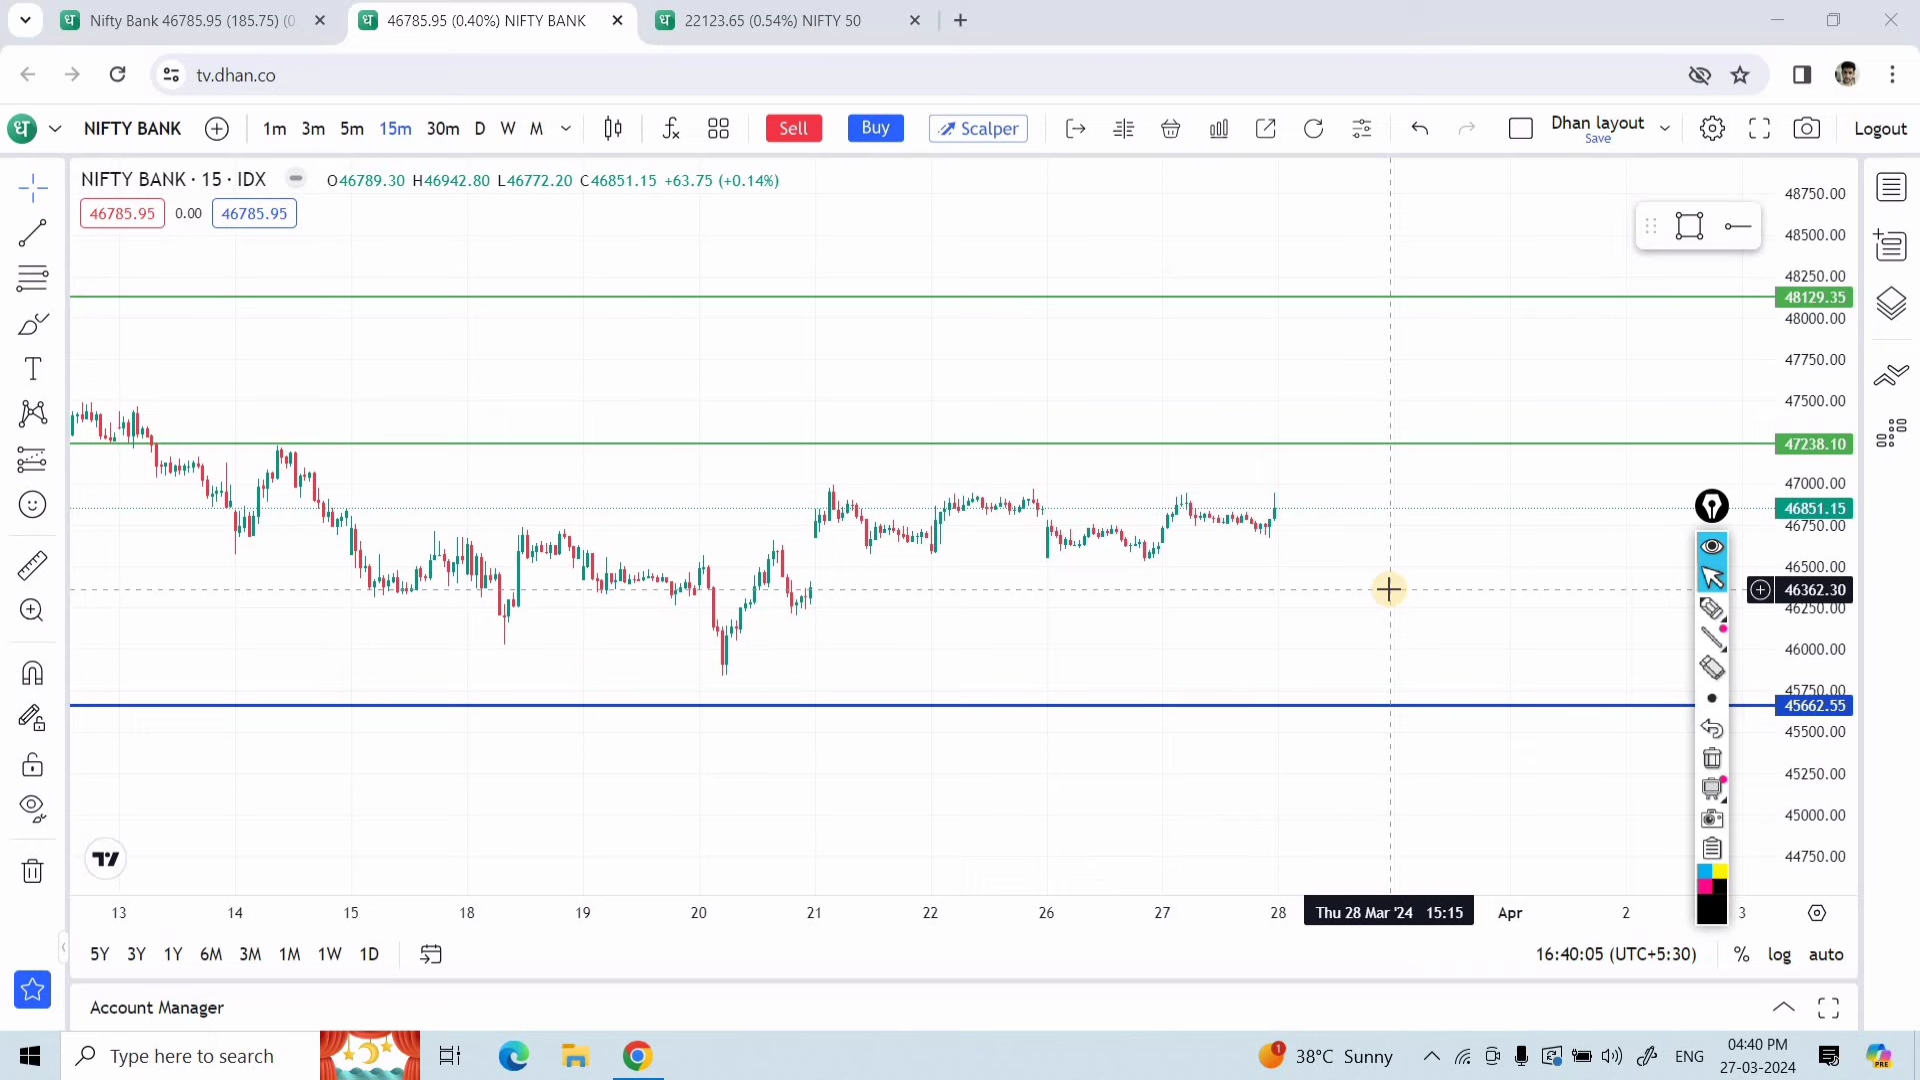 Nifty Bank 46785.95 (185.75) (0
46785.95 (0.40%) NIFTY BANK
22123.65 (0.54%) NIFTY 50
tv.dhan.co
ध NIFTY BANK 1m 3m 5m 15m 30m D W M Sell Buy Scalper Dhan layout Save Logout
NIFTY BANK · 15 · IDX O46789.30 H46942.80 L46772.20 C46851.15 +63.75 (+0.14%)
46785.95 0.00 46785.95
48750.00
48500.00
48250.00
48129.35
48000.00
47750.00
47500.00
47238.10
47000.00
46851.15
46750.00
46500.00
46362.30
46250.00
46000.00
45750.00
45662.55
45500.00
45250.00
45000.00
44750.00
13 14 15 18 19 20 21 22 26 27 28 Thu 28 Mar '24 15:15 Apr 2 3
5Y 3Y 1Y 6M 3M 1M 1W 1D 16:40:05 (UTC+5:30) % log auto
Account Manager
Type here to search 1 38°C Sunny ENG 04:40 PM
27-03-2024
PRE